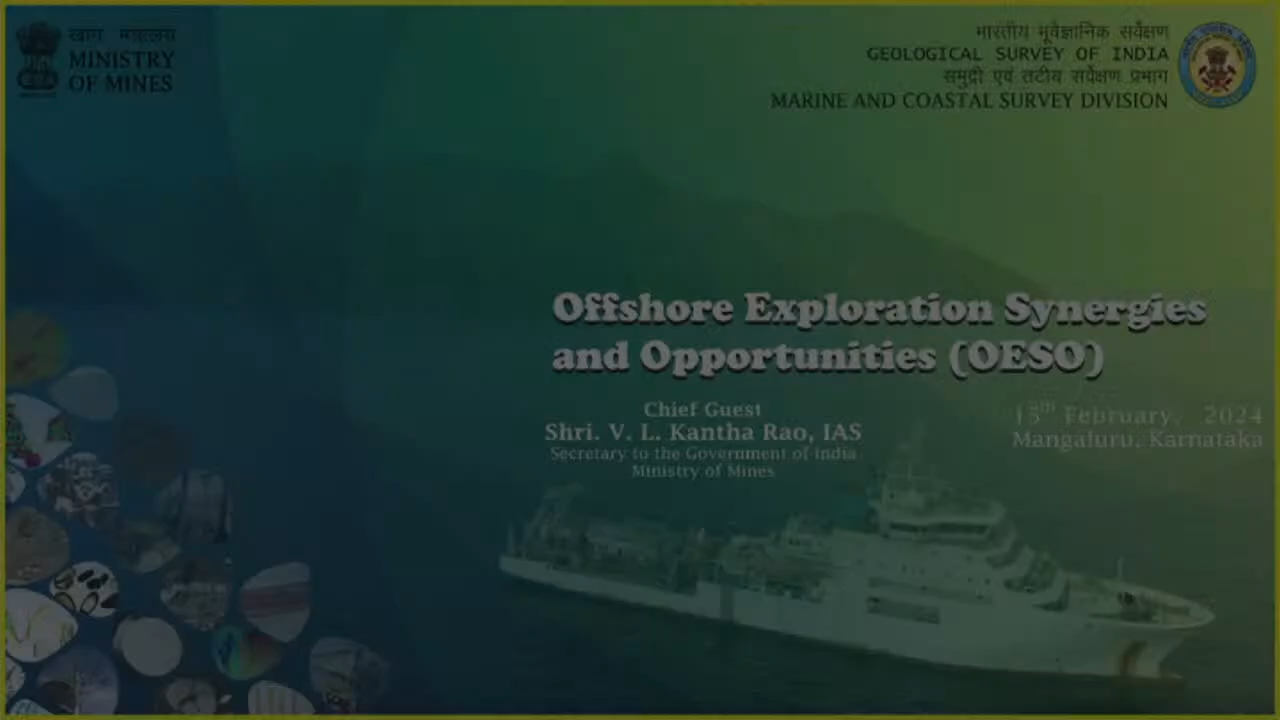 खान मंत्रालय
MINISTRY
OF MINES
भारतीय भूवैज्ञानिक सर्वेक्षण
GEOLOGICAL SURVEY OF INDIA
समुद्री एवं तटीय सर्वेक्षण प्रभाग
MARINE AND COASTAL SURVEY DIVISION
Offshore Exploration Synergies
and Opportunities (OESO)
Chief Guest
Shri. V. L. Kantha Rao, IAS
Secretary to the Government of India
Ministry of Mines
13th February, 2024
Mangaluru, Karnataka